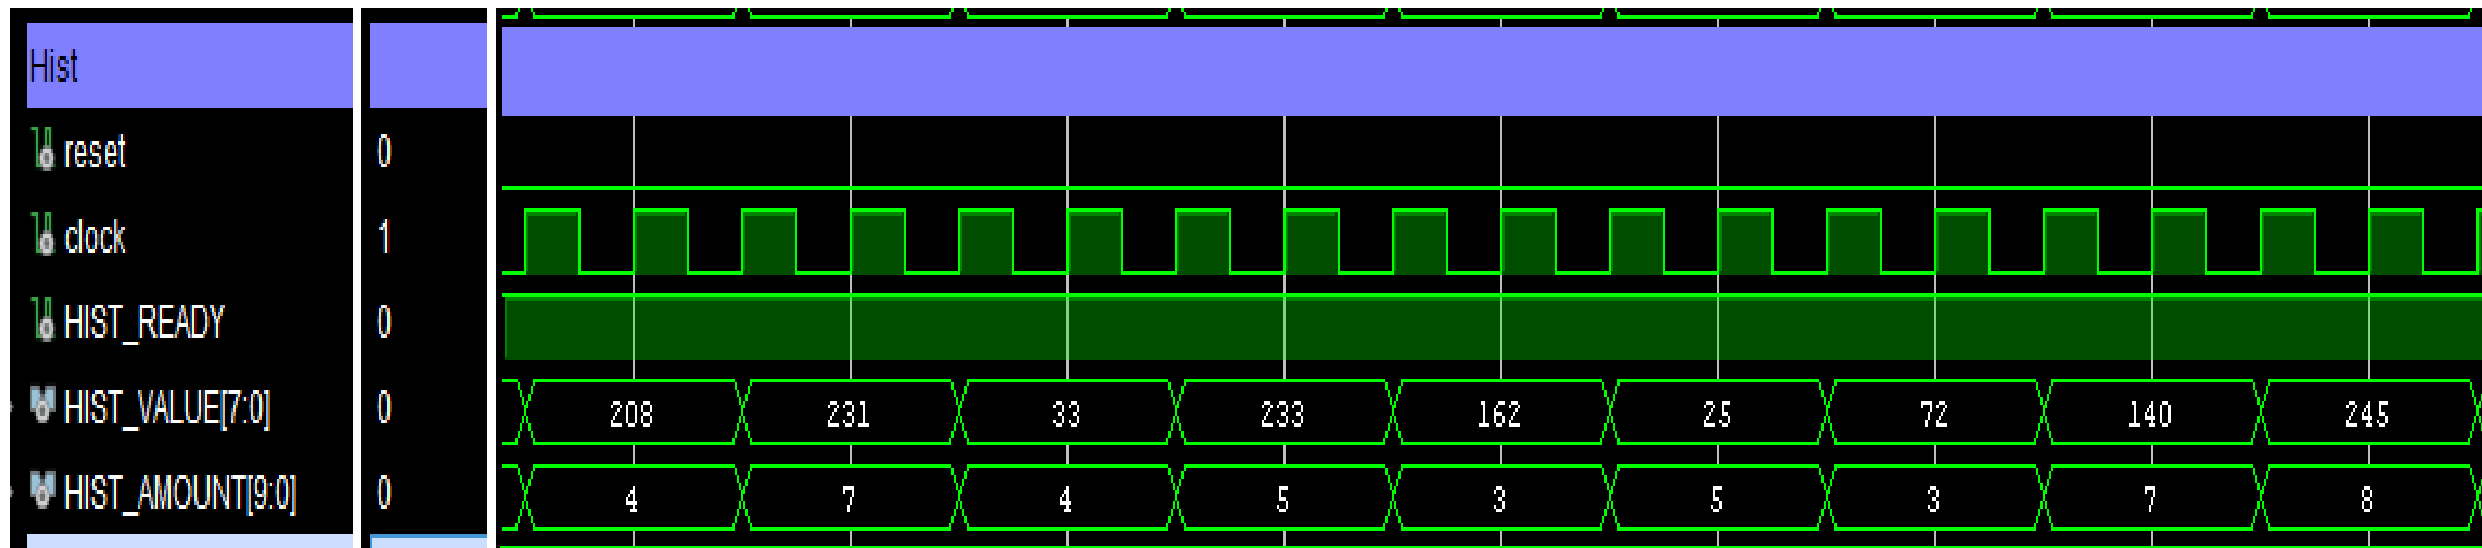 Hist
reset 0
clock 1
HIST_READY 0
HIST_VALUE[7:0] 0 208 231 33 233 162 25 72 140 245
HIST_AMOUNT[9:0] 0 4 7 4 5 3 5 3 7 8